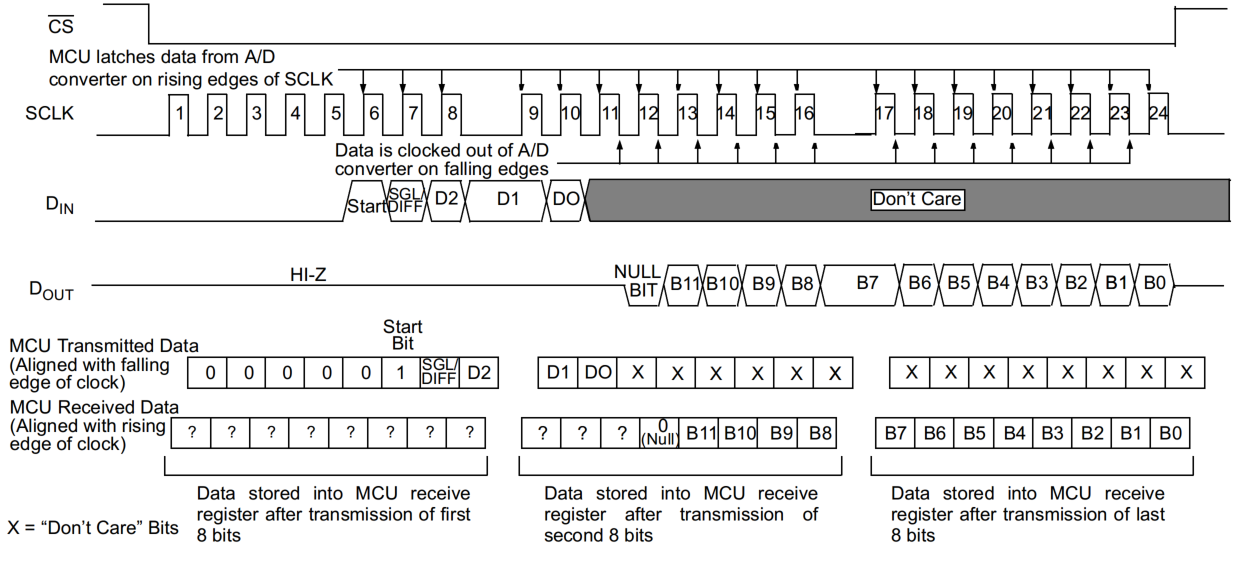 CS
MCU latches data from A/D
converter on rising edges of SCLK
SCLK
1 2 3 4 5 6 7 8 9 10 11 12 13 14 15 16 17 18 19 20 21 22 23 24
Data is clocked out of A/D
converter on falling edges
DIN
Start SGL/ DIFF D2 D1 DO Don't Care
HI-Z
DOUT
NULL BIT B11 B10 B9 B8 B7 B6 B5 B4 B3 B2 B1 B0
Start
Bit
MCU Transmitted Data
(Aligned with falling
edge of clock)
0 0 0 0 0 1 SGL/ DIFF D2 D1 DO X X X X X X X X X X X X X X
MCU Received Data
(Aligned with rising
edge of clock)
? ? ? ? ? ? ? ? ? ? ? 0 (Null) B11 B10 B9 B8 B7 B6 B5 B4 B3 B2 B1 B0
Data stored into MCU receive
register after transmission of first
8 bits
Data stored into MCU receive
register after transmission of
second 8 bits
Data stored into MCU receive
register after transmission of last
8 bits
X = “Don't Care” Bits